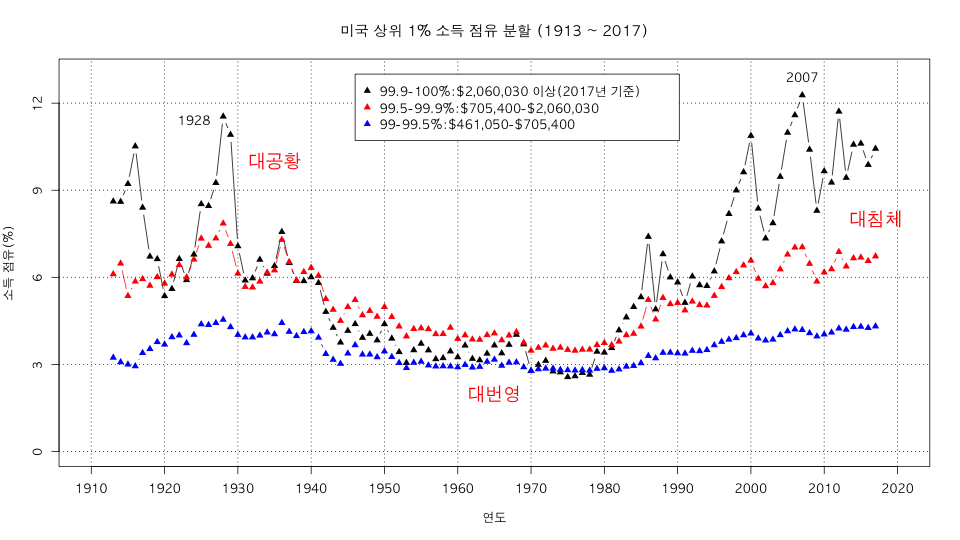 미국 상위 1% 소득 점유 분할 (1913 ~ 2017)
99.9-100%:$2,060,030 이상(2017년 기준)
99.5-99.9%:$705,400-$2,060,030
99-99.5%:$461,050-$705,400
2007
1928
대공황
대침체
대번영
소득 점유(%)
12
9
6
3
0
1910 1920 1930 1940 1950 1960 1970 1980 1990 2000 2010 2020
연도